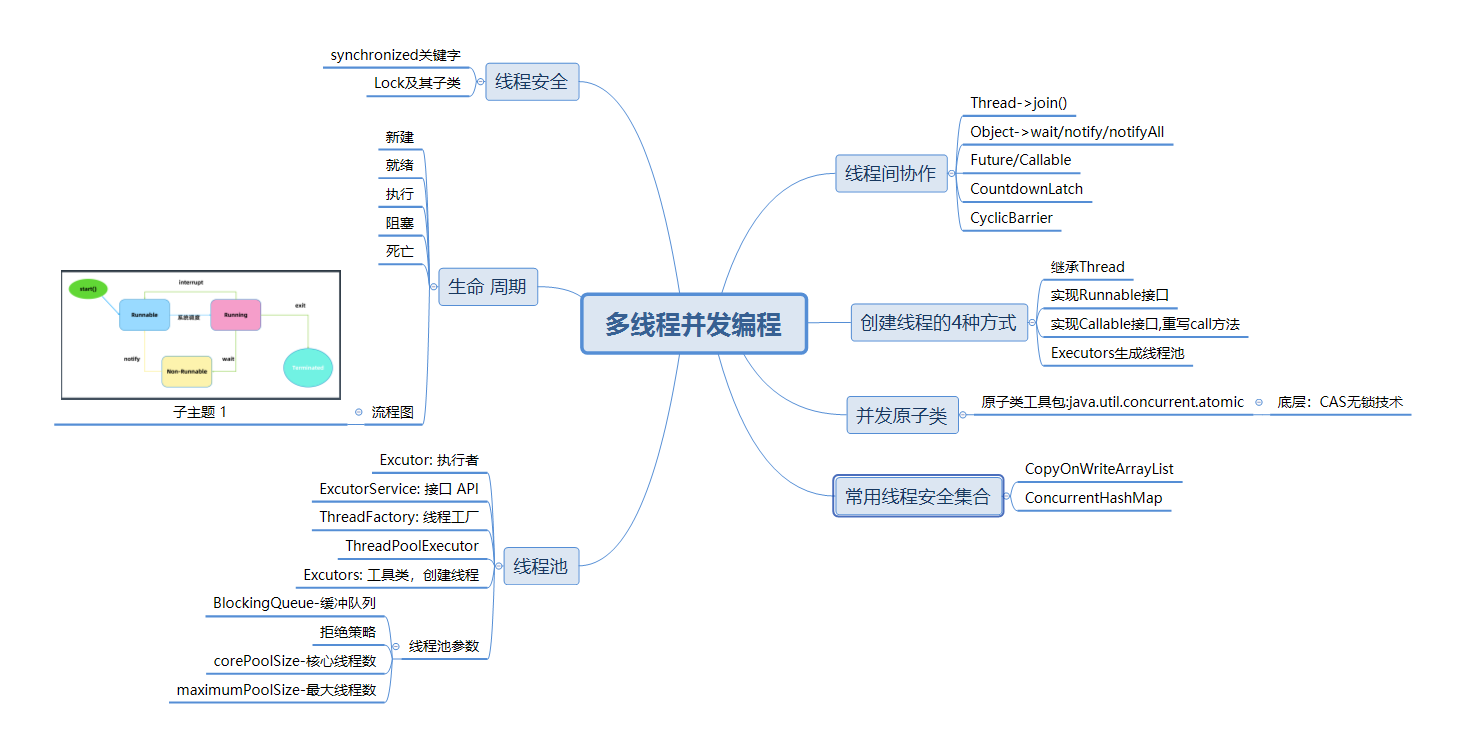 多线程并发编程
线程间协作
Thread->join()
Object->wait/notify/notifyAll
Future/Callable
CountdownLatch
CyclicBarrier
创建线程的4种方式
继承Thread
实现Runnable接口
实现Callable接口,重写call方法
Executors生成线程池
并发原子类
原子类工具包:java.util.concurrent.atomic
底层：CAS无锁技术
常用线程安全集合
CopyOnWriteArrayList
ConcurrentHashMap
线程安全
synchronized关键字
Lock及其子类
生命 周期
新建
就绪
执行
阻塞
死亡
流程图
子主题 1
start()
interrupt
Runnable
系统调度
Running
exit
notify
wait
Non-Runnable
Terminated
线程池
Excutor: 执行者
ExcutorService: 接口 API
ThreadFactory: 线程工厂
ThreadPoolExecutor
Excutors: 工具类，创建线程
线程池参数
BlockingQueue-缓冲队列
拒绝策略
corePoolSize-核心线程数
maximumPoolSize-最大线程数